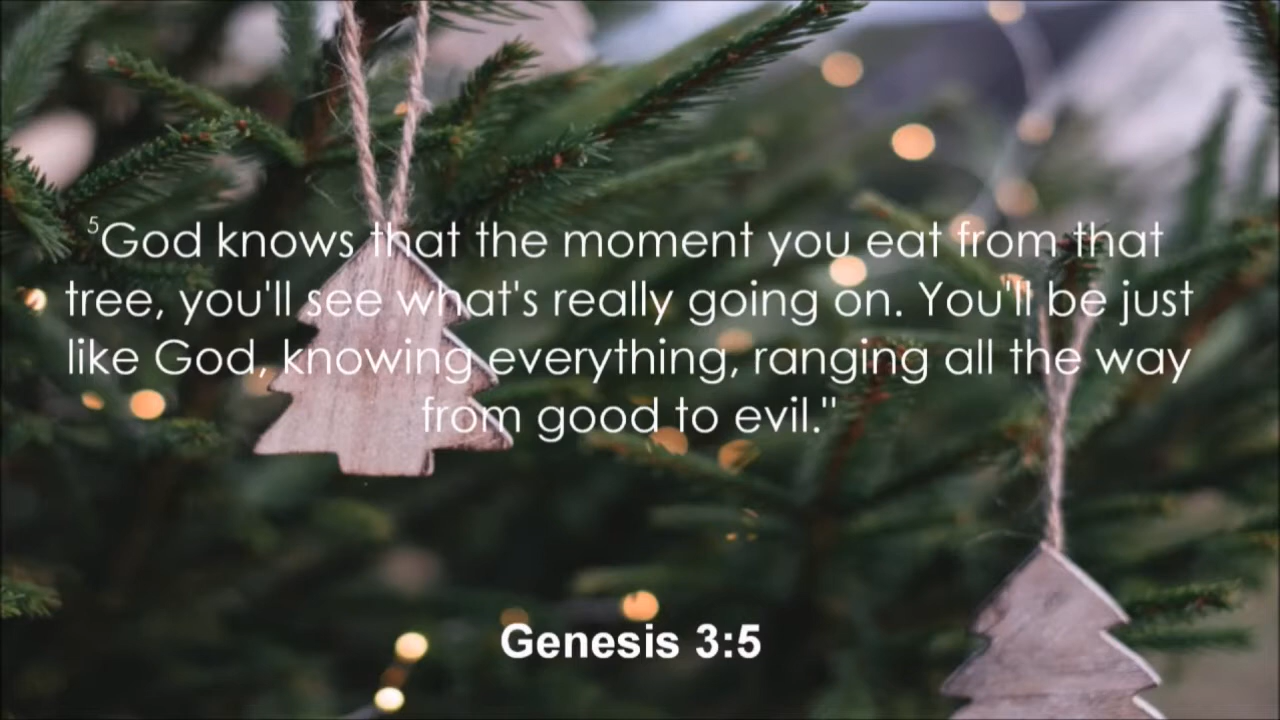 ⁵God knows that the moment you eat from that
tree, you'll see what's really going on. You'll be just
like God, knowing everything, ranging all the way
from good to evil."
Genesis 3:5